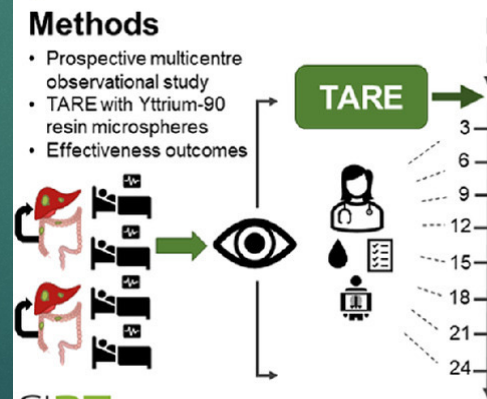 Methods
• Prospective multicentre
observational study
• TARE with Yttrium-90
resin microspheres
• Effectiveness outcomes
TARE
3
6
9
12
15
18
21
24